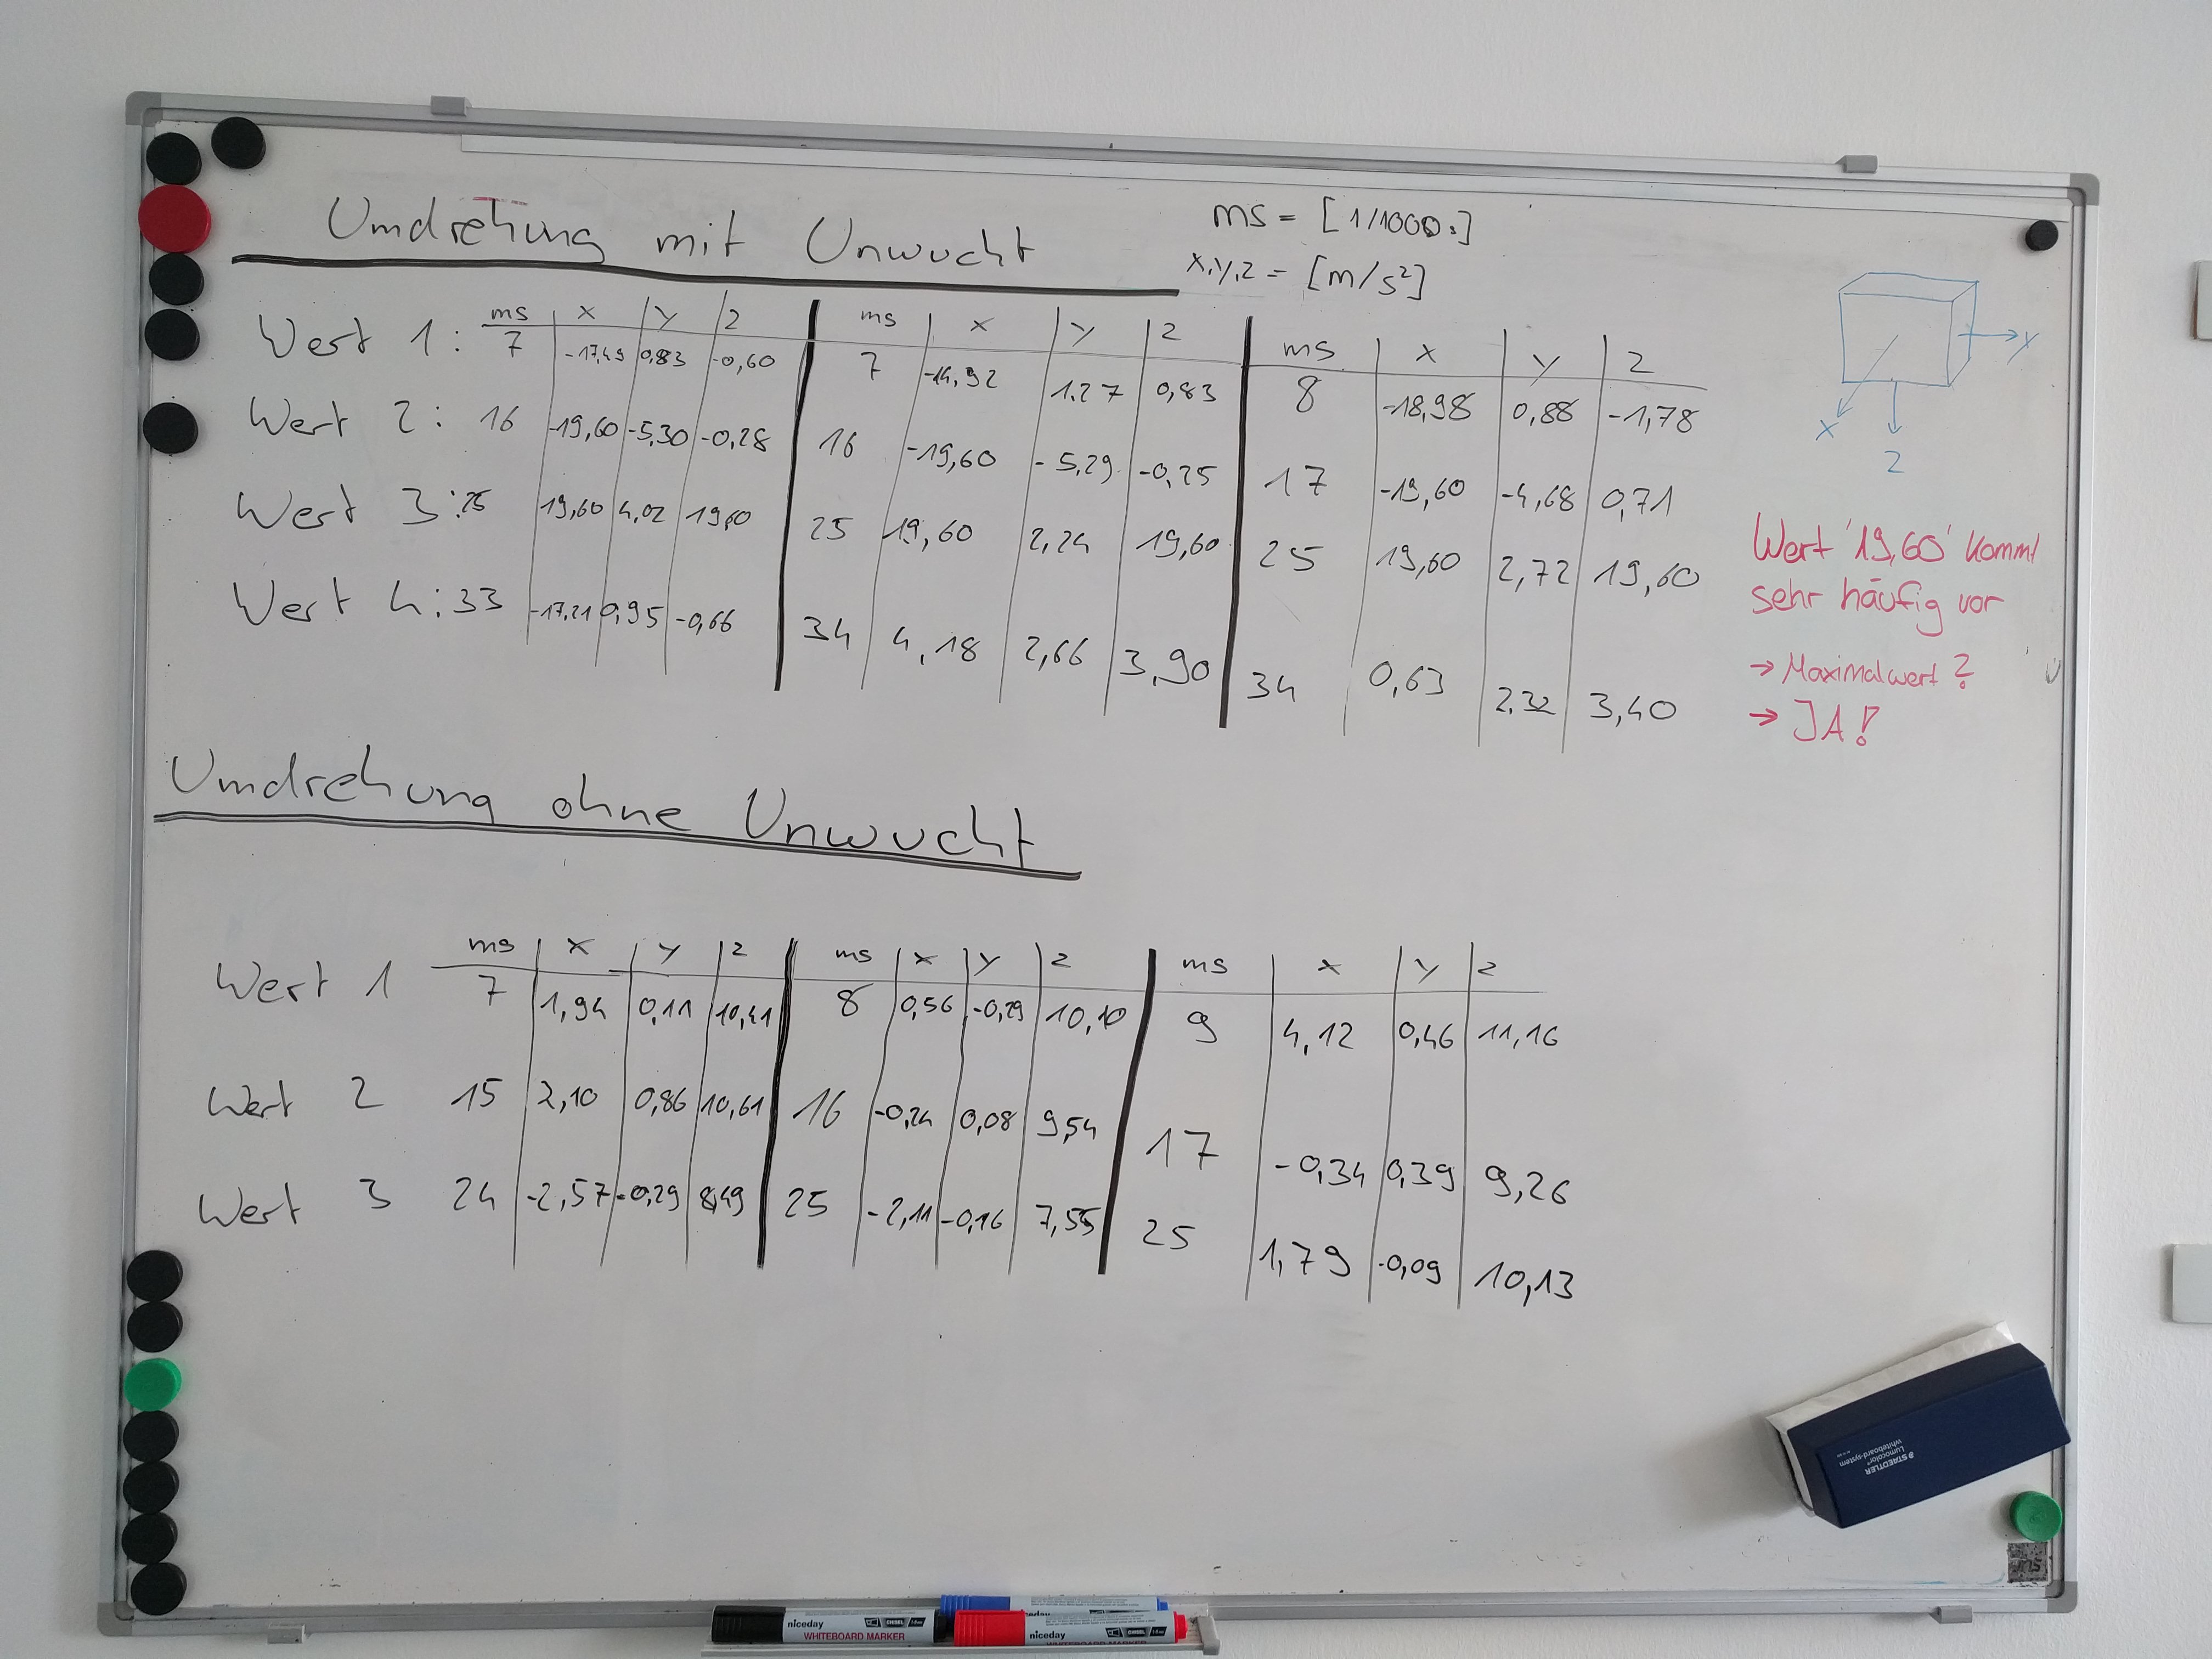 Umdrehung mit Unwucht
ms = [1/1000.]
x,y,z = [m/s²]
ms x y z ms x y z ms x y z
Wert 1: 7 -17,49 0,83 -0,60 7 -14,92 1,27 0,83 8 -18,98 0,88 -1,78
Wert 2: 16 -19,60 -5,30 -0,28 16 -19,60 -5,29 -0,25 17 -19,60 -4,68 0,71
Wert 3: 25 19,60 4,02 19,60 25 19,60 2,24 19,60 25 19,60 2,72 19,60
Wert 4: 33 -17,21 0,95 -0,66 34 4,18 2,66 3,90 34 0,63 2,32 3,40
y
x
z
Wert '19,60' kommt
sehr häufig vor
→ Maximalwert?
→ JA!
Umdrehung ohne Unwucht
ms x y z ms x y z ms x y z
Wert 1 7 1,94 0,11 10,41 8 0,56 -0,29 10,10 9 4,12 0,46 11,16
Wert 2 15 2,10 0,86 10,61 16 -0,24 0,08 9,54 17 -0,34 0,39 9,26
Wert 3 24 -2,57 -0,29 8,49 25 -2,11 -0,16 7,55 25 1,79 -0,09 10,13
STAEDTLER
Lumocolor
whiteboard-system
niceday
WHITEBOARD MARKER
niceday
WHITEBOARD MARKER